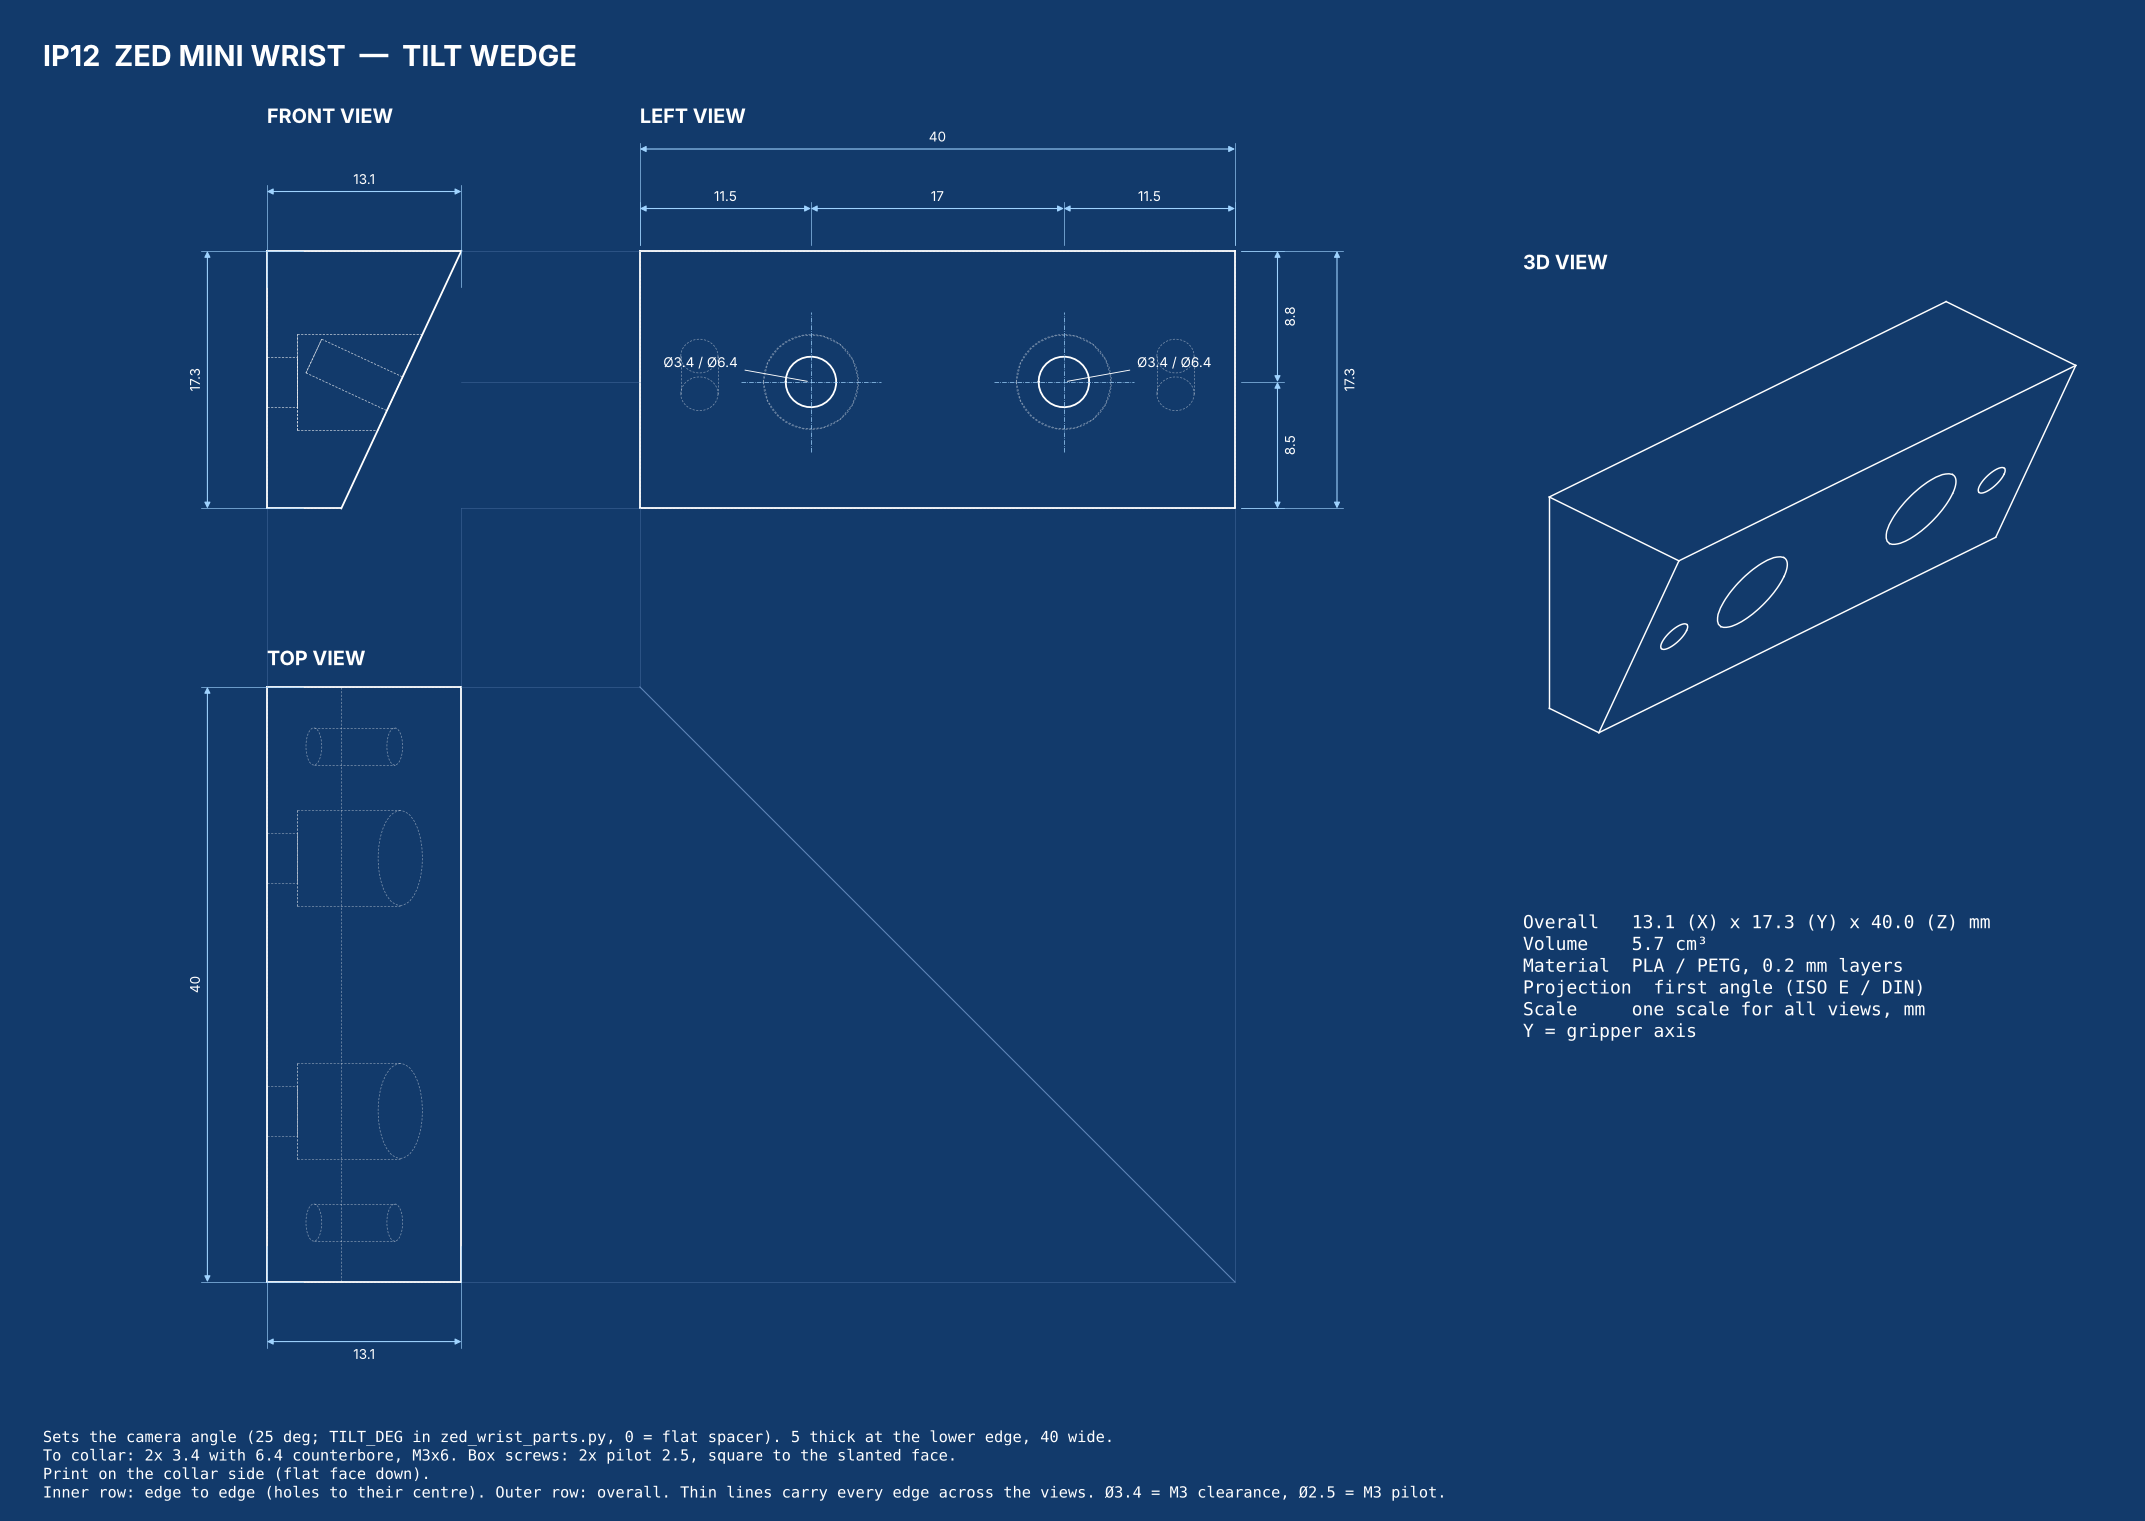 IP12 ZED MINI WRIST — TILT WEDGE
FRONT VIEW
LEFT VIEW
40
13.1
11.5
17
11.5
3D VIEW
17.3
Ø3.4 / Ø6.4
Ø3.4 / Ø6.4
8.8
8.5
17.3
TOP VIEW
40
13.1
Overall 13.1 (X) x 17.3 (Y) x 40.0 (Z) mm
Volume 5.7 cm³
Material PLA / PETG, 0.2 mm layers
Projection first angle (ISO E / DIN)
Scale one scale for all views, mm
Y = gripper axis
Sets the camera angle (25 deg; TILT_DEG in zed_wrist_parts.py, 0 = flat spacer). 5 thick at the lower edge, 40 wide.
To collar: 2x 3.4 with 6.4 counterbore, M3x6. Box screws: 2x pilot 2.5, square to the slanted face.
Print on the collar side (flat face down).
Inner row: edge to edge (holes to their centre). Outer row: overall. Thin lines carry every edge across the views. Ø3.4 = M3 clearance, Ø2.5 = M3 pilot.